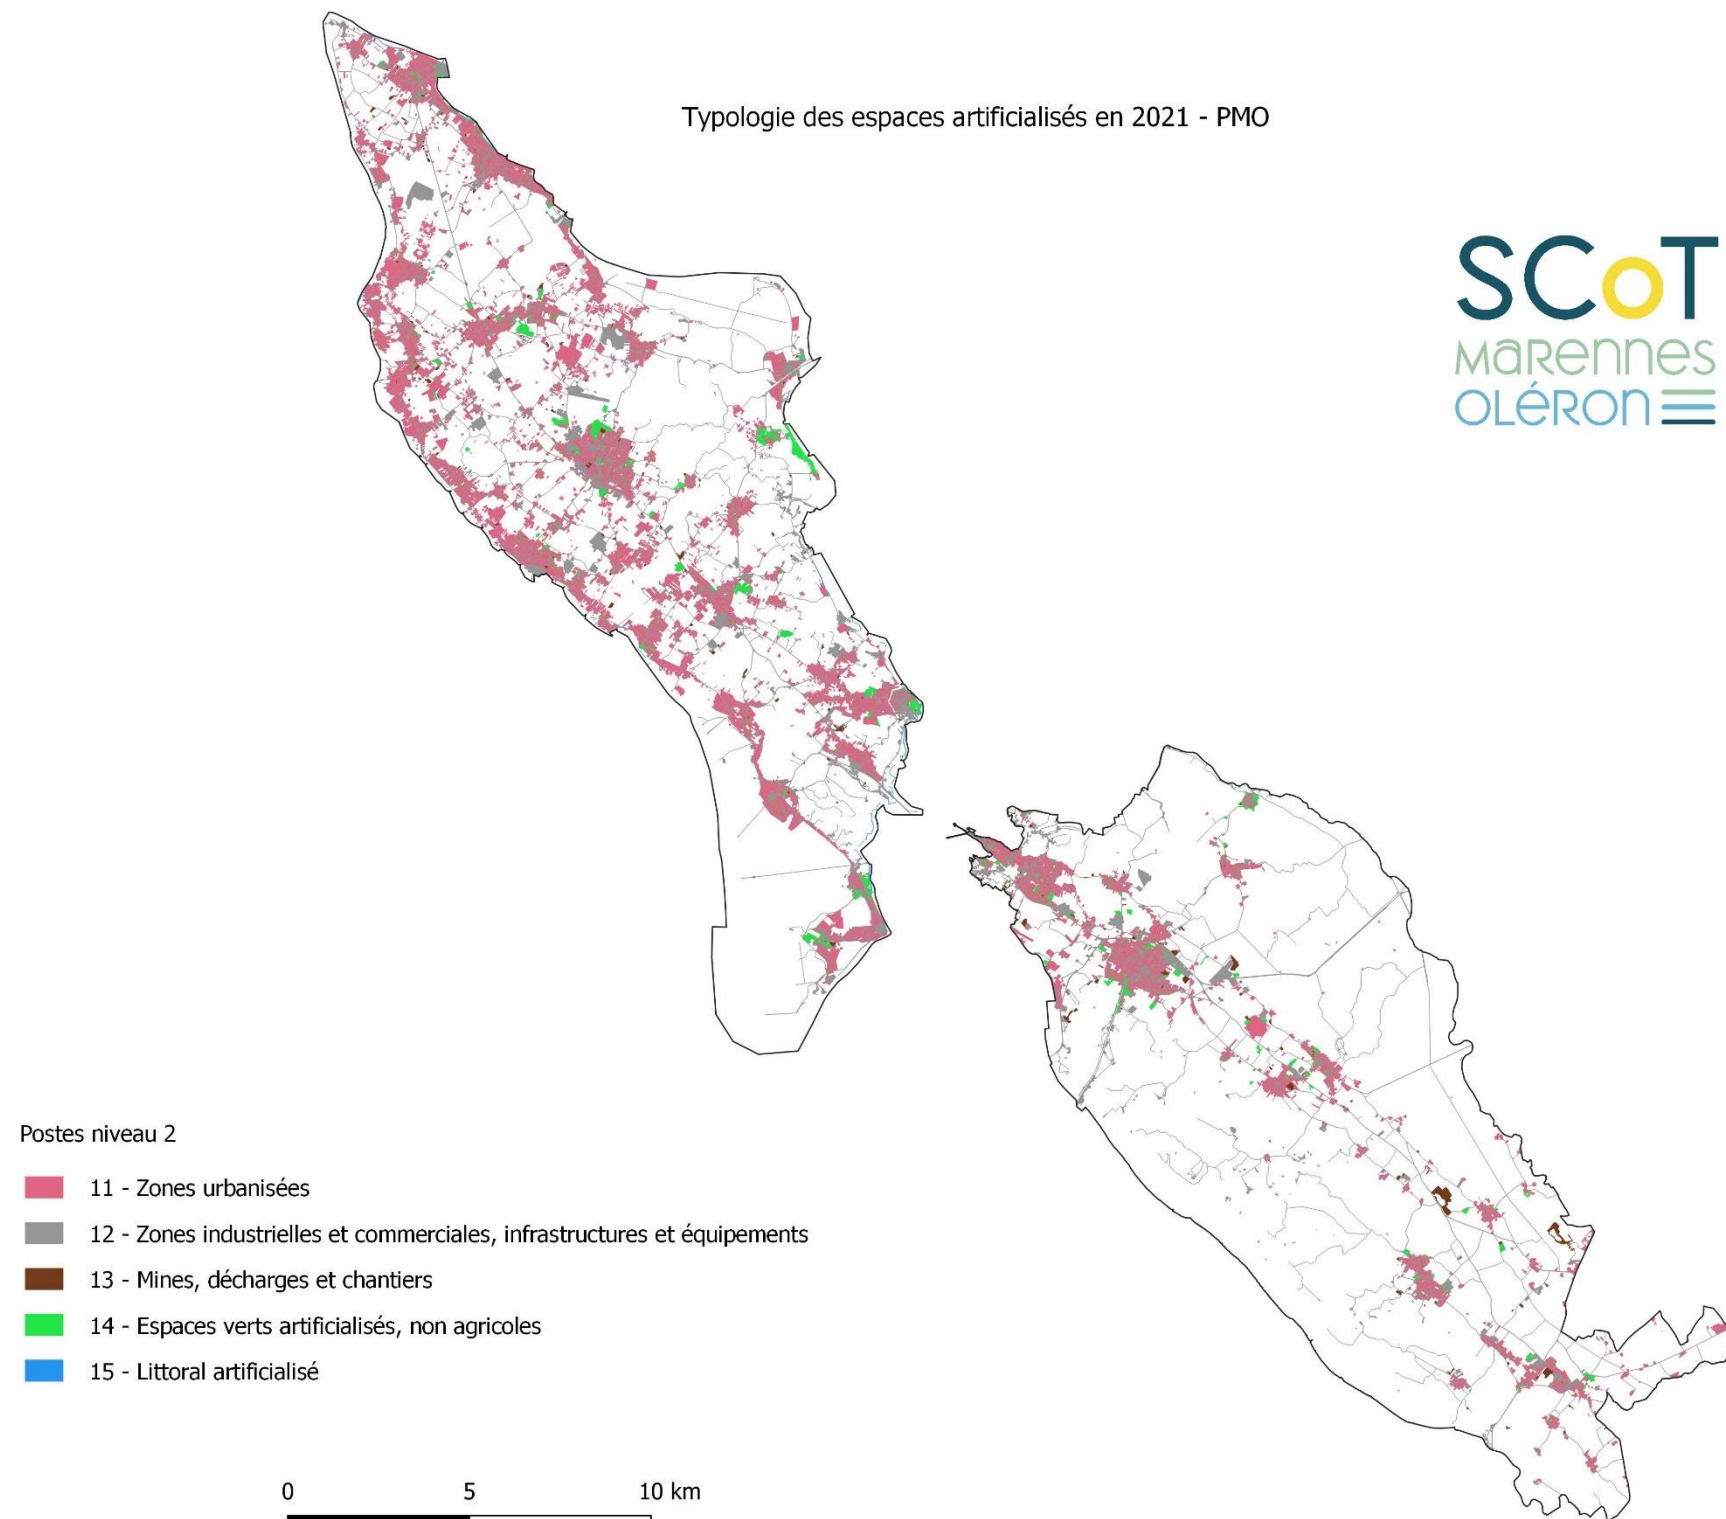 Typologie des espaces artificialisés en 2021 - PMO
SCoT
MaRennes
OLéRon
Postes niveau 2
11 - Zones urbanisées
12 - Zones industrielles et commerciales, infrastructures et équipements
13 - Mines, décharges et chantiers
14 - Espaces verts artificialisés, non agricoles
15 - Littoral artificialisé
0 5 10 km